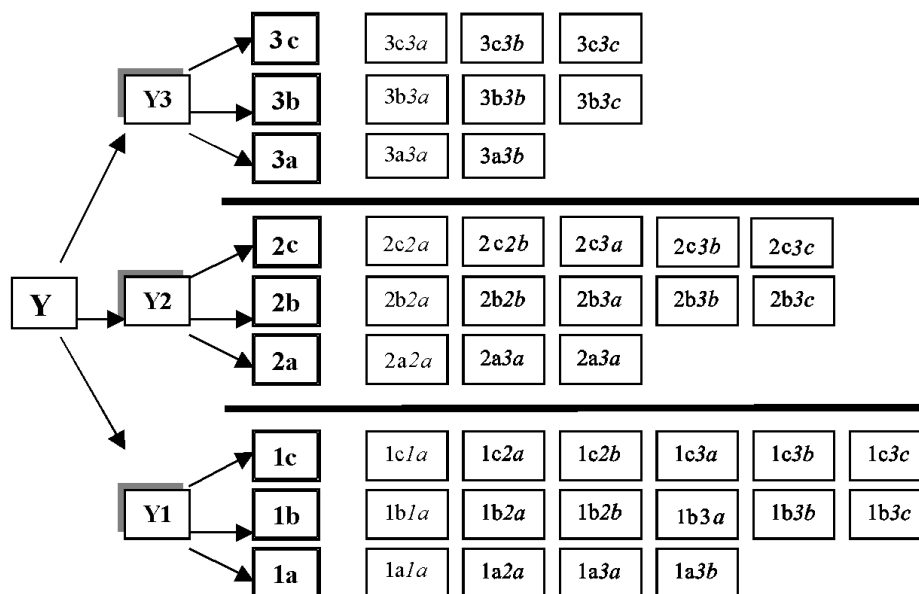 3c 3c3a 3c3b 3c3c
Y3 3b 3b3a 3b3b 3b3c
3a 3a3a 3a3b
2c 2c2a 2c2b 2c3a 2c3b 2c3c
Y Y2 2b 2b2a 2b2b 2b3a 2b3b 2b3c
2a 2a2a 2a3a 2a3a
1c 1c1a 1c2a 1c2b 1c3a 1c3b 1c3c
Y1 1b 1b1a 1b2a 1b2b 1b3a 1b3b 1b3c
1a 1a1a 1a2a 1a3a 1a3b